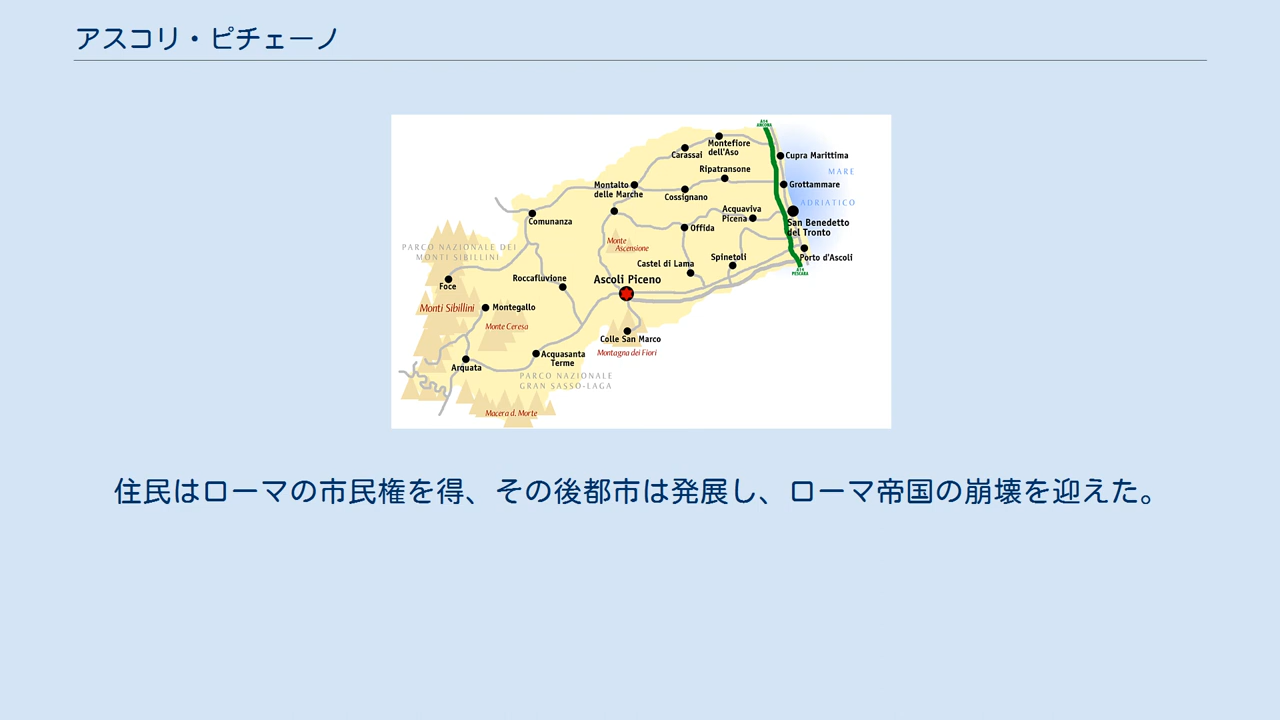 アスコリ・ピチェーノ
A14
ANCONA
Montefiore
dell'Aso
Carassai
Cupra Marittima
Ripatransone
MARE
Montalto
delle Marche
Grottammare
Cossignano
ADRIATICO
Acquaviva
Picena
Comunanza
San Benedetto
del Tronto
Offida
Monte
Ascensione
PARCO NAZIONALE DEI
MONTI SIBILLINI
Castel di Lama
Spinetoli
Porto d'Ascoli
A14
PESCARA
Roccafluvione
Ascoli Piceno
Foce
Monti Sibillini
Montegallo
Monte Ceresa
Colle San Marco
Montagna dei Fiori
Acquasanta
Terme
Arquata
PARCO NAZIONALE
GRAN SASSO-LAGA
Macera d. Morte
住民はローマの市民権を得、その後都市は発展し、ローマ帝国の崩壊を迎えた。